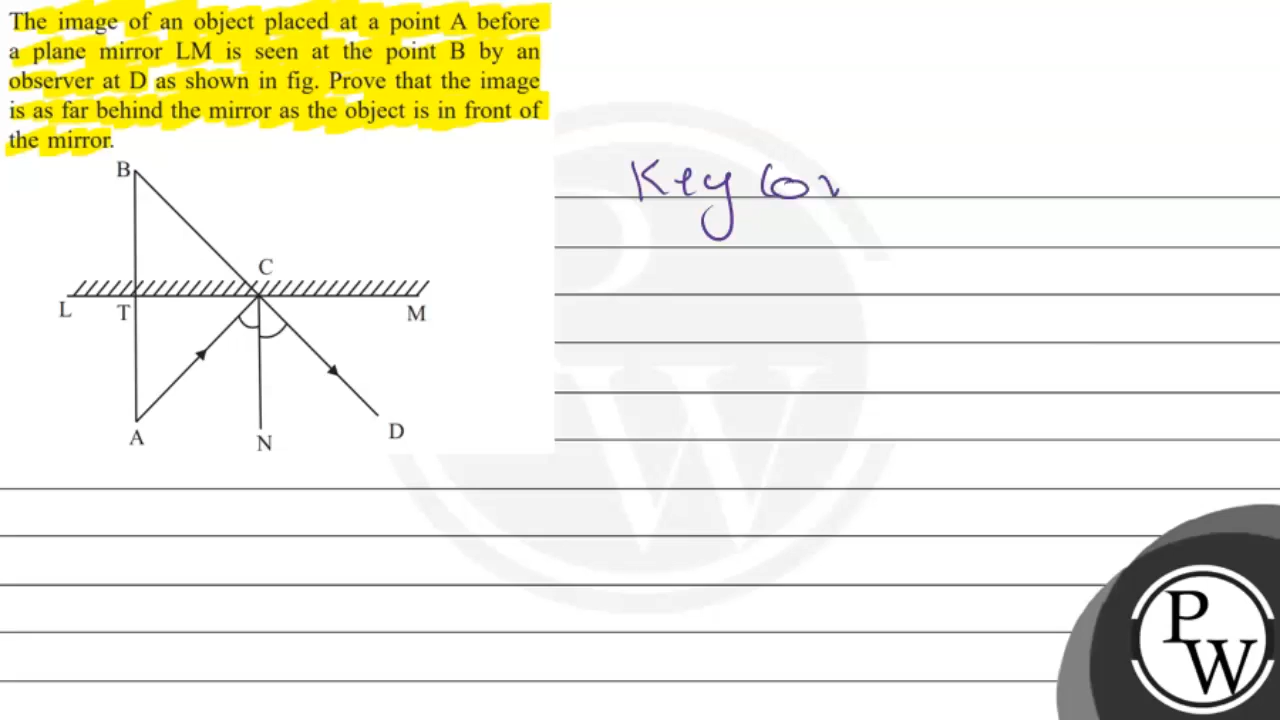 The image of an object placed at a point A before
a plane mirror LM is seen at the point B by an
observer at D as shown in fig. Prove that the image
is as far behind the mirror as the object is in front of
the mirror.
Key Cor
B
C
L T M
A N D
P
W
P
W